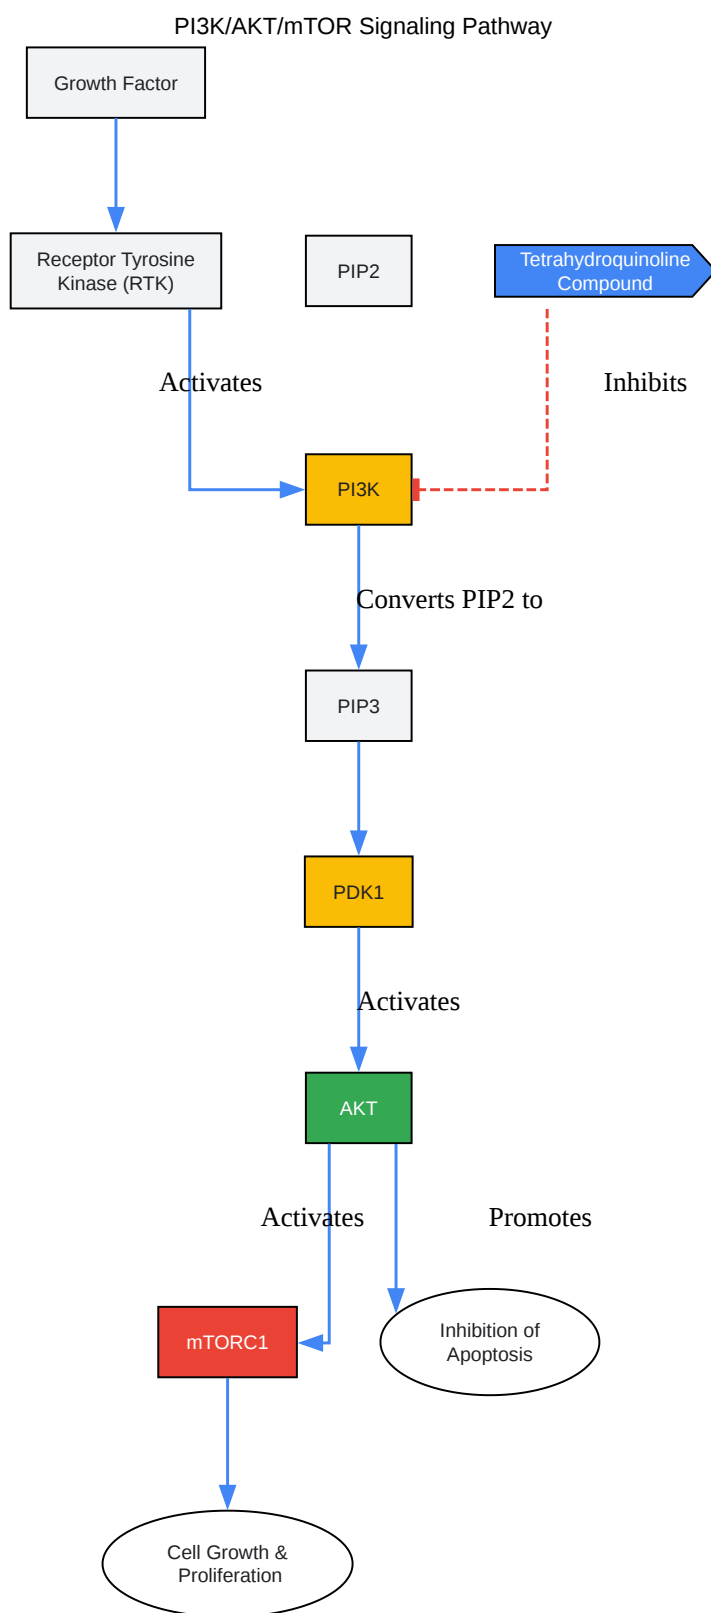 PI3K/AKT/mTOR Signaling Pathway
Growth Factor
Receptor Tyrosine
Kinase (RTK)
PIP2
Tetrahydroquinoline
Compound
Activates
Inhibits
PI3K
Converts PIP2 to
PIP3
PDK1
Activates
AKT
Activates
Promotes
mTORC1
Inhibition of
Apoptosis
Cell Growth &
Proliferation